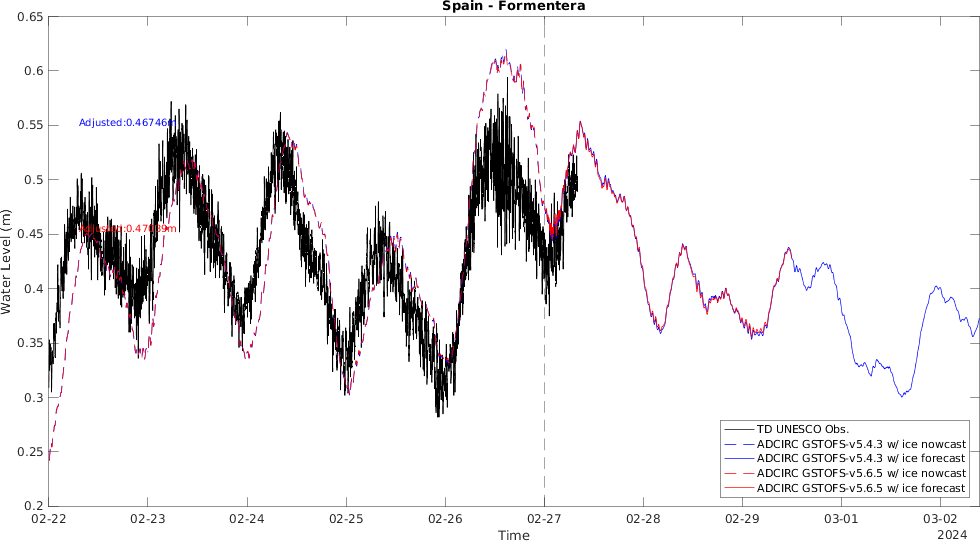 Spain - Formentera
0.65
0.6
0.55
0.5
0.45
0.4
0.35
0.3
0.25
0.2
Water Level (m)
Adjusted:0.46746m
TD UNESCO Obs.
ADCIRC GSTOFS-v5.4.3 w/ ice nowcast
ADCIRC GSTOFS-v5.4.3 w/ ice forecast
ADCIRC GSTOFS-v5.6.5 w/ ice nowcast
ADCIRC GSTOFS-v5.6.5 w/ ice forecast
02-22 02-23 02-24 02-25 02-26 02-27 02-28 02-29 03-01 03-02
Time
2024